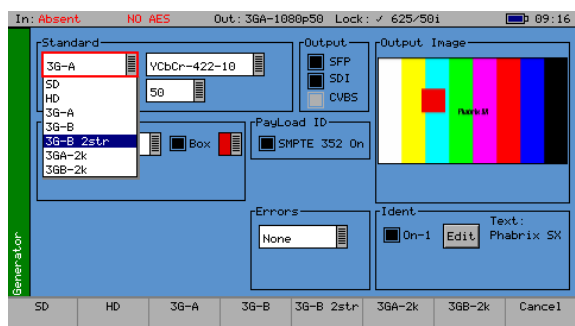 In: Absent NO AES Out: 3GA-1080p50 Lock: ✓ 625/50i 09:16
Standard
3G-A
YCbCr-422-10
50
SD
HD
3G-A
3G-B
3G-B 2str
3GA-2k
3GB-2k
Output
SFP
SDI
CVBS
Output Image
Phabrix SX
Box
PayLoad ID
SMPTE 352 On
Errors
None
Ident
On-1
Edit
Text:
Phabrix SX
Generator
SD HD 3G-A 3G-B 3G-B 2str 3GA-2k 3GB-2k Cancel